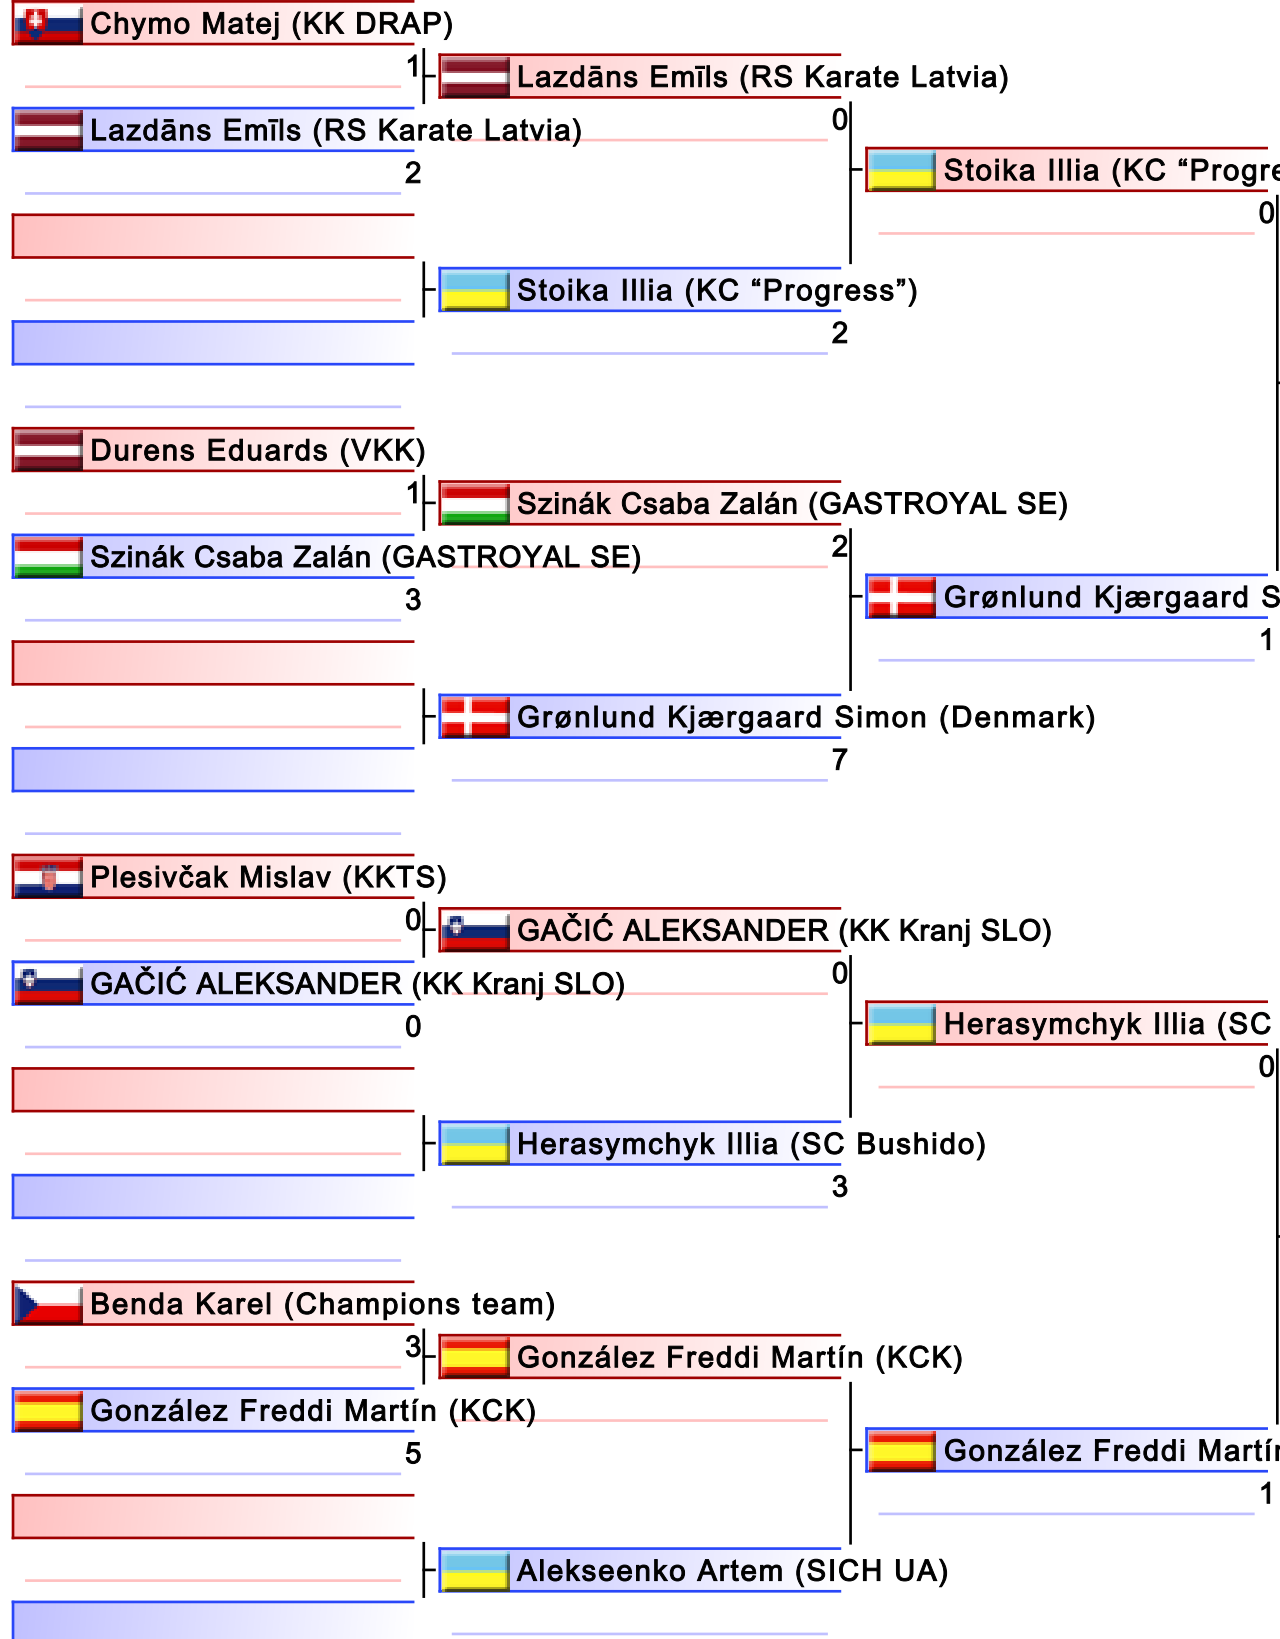 Chymo Matej (KK DRAP)
1
Lazdāns Emīls (RS Karate Latvia)
0
Lazdāns Emīls (RS Karate Latvia)
2
Stoika Illia (KC “Progre
0
Stoika Illia (KC “Progress”)
2
Durens Eduards (VKK)
1
Szinák Csaba Zalán (GASTROYAL SE)
2
Szinák Csaba Zalán (GASTROYAL SE)
3
Grønlund Kjærgaard S
1
Grønlund Kjærgaard Simon (Denmark)
7
Plesivčak Mislav (KKTS)
0
GAČIĆ ALEKSANDER (KK Kranj SLO)
0
GAČIĆ ALEKSANDER (KK Kranj SLO)
0
Herasymchyk Illia (SC
0
Herasymchyk Illia (SC Bushido)
3
Benda Karel (Champions team)
3
González Freddi Martín (KCK)
González Freddi Martín (KCK)
5
González Freddi Martín
1
Alekseenko Artem (SICH UA)